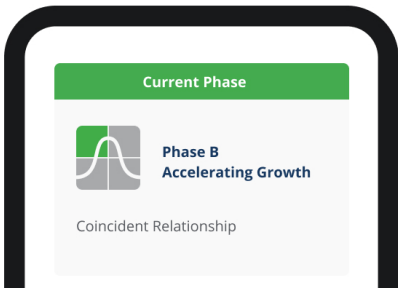 Current Phase
Phase B
Accelerating Growth
Coincident Relationship